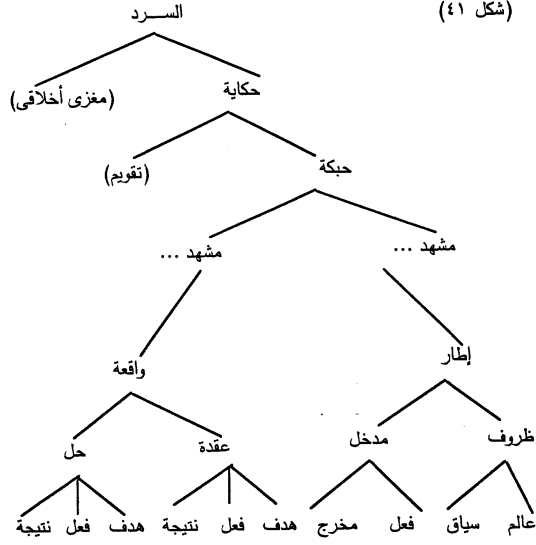 (شكل ٤١)
الســـرد
حكاية
(مغزى أخلاقى)
حبكة
(تقويم)
مشهد ...
مشهد ...
إطار
واقعة
ظروف
مدخل
عقدة
حل
عالم
سياق
فعل
مخرج
هدف
فعل
نتيجة
هدف
فعل
نتيجة